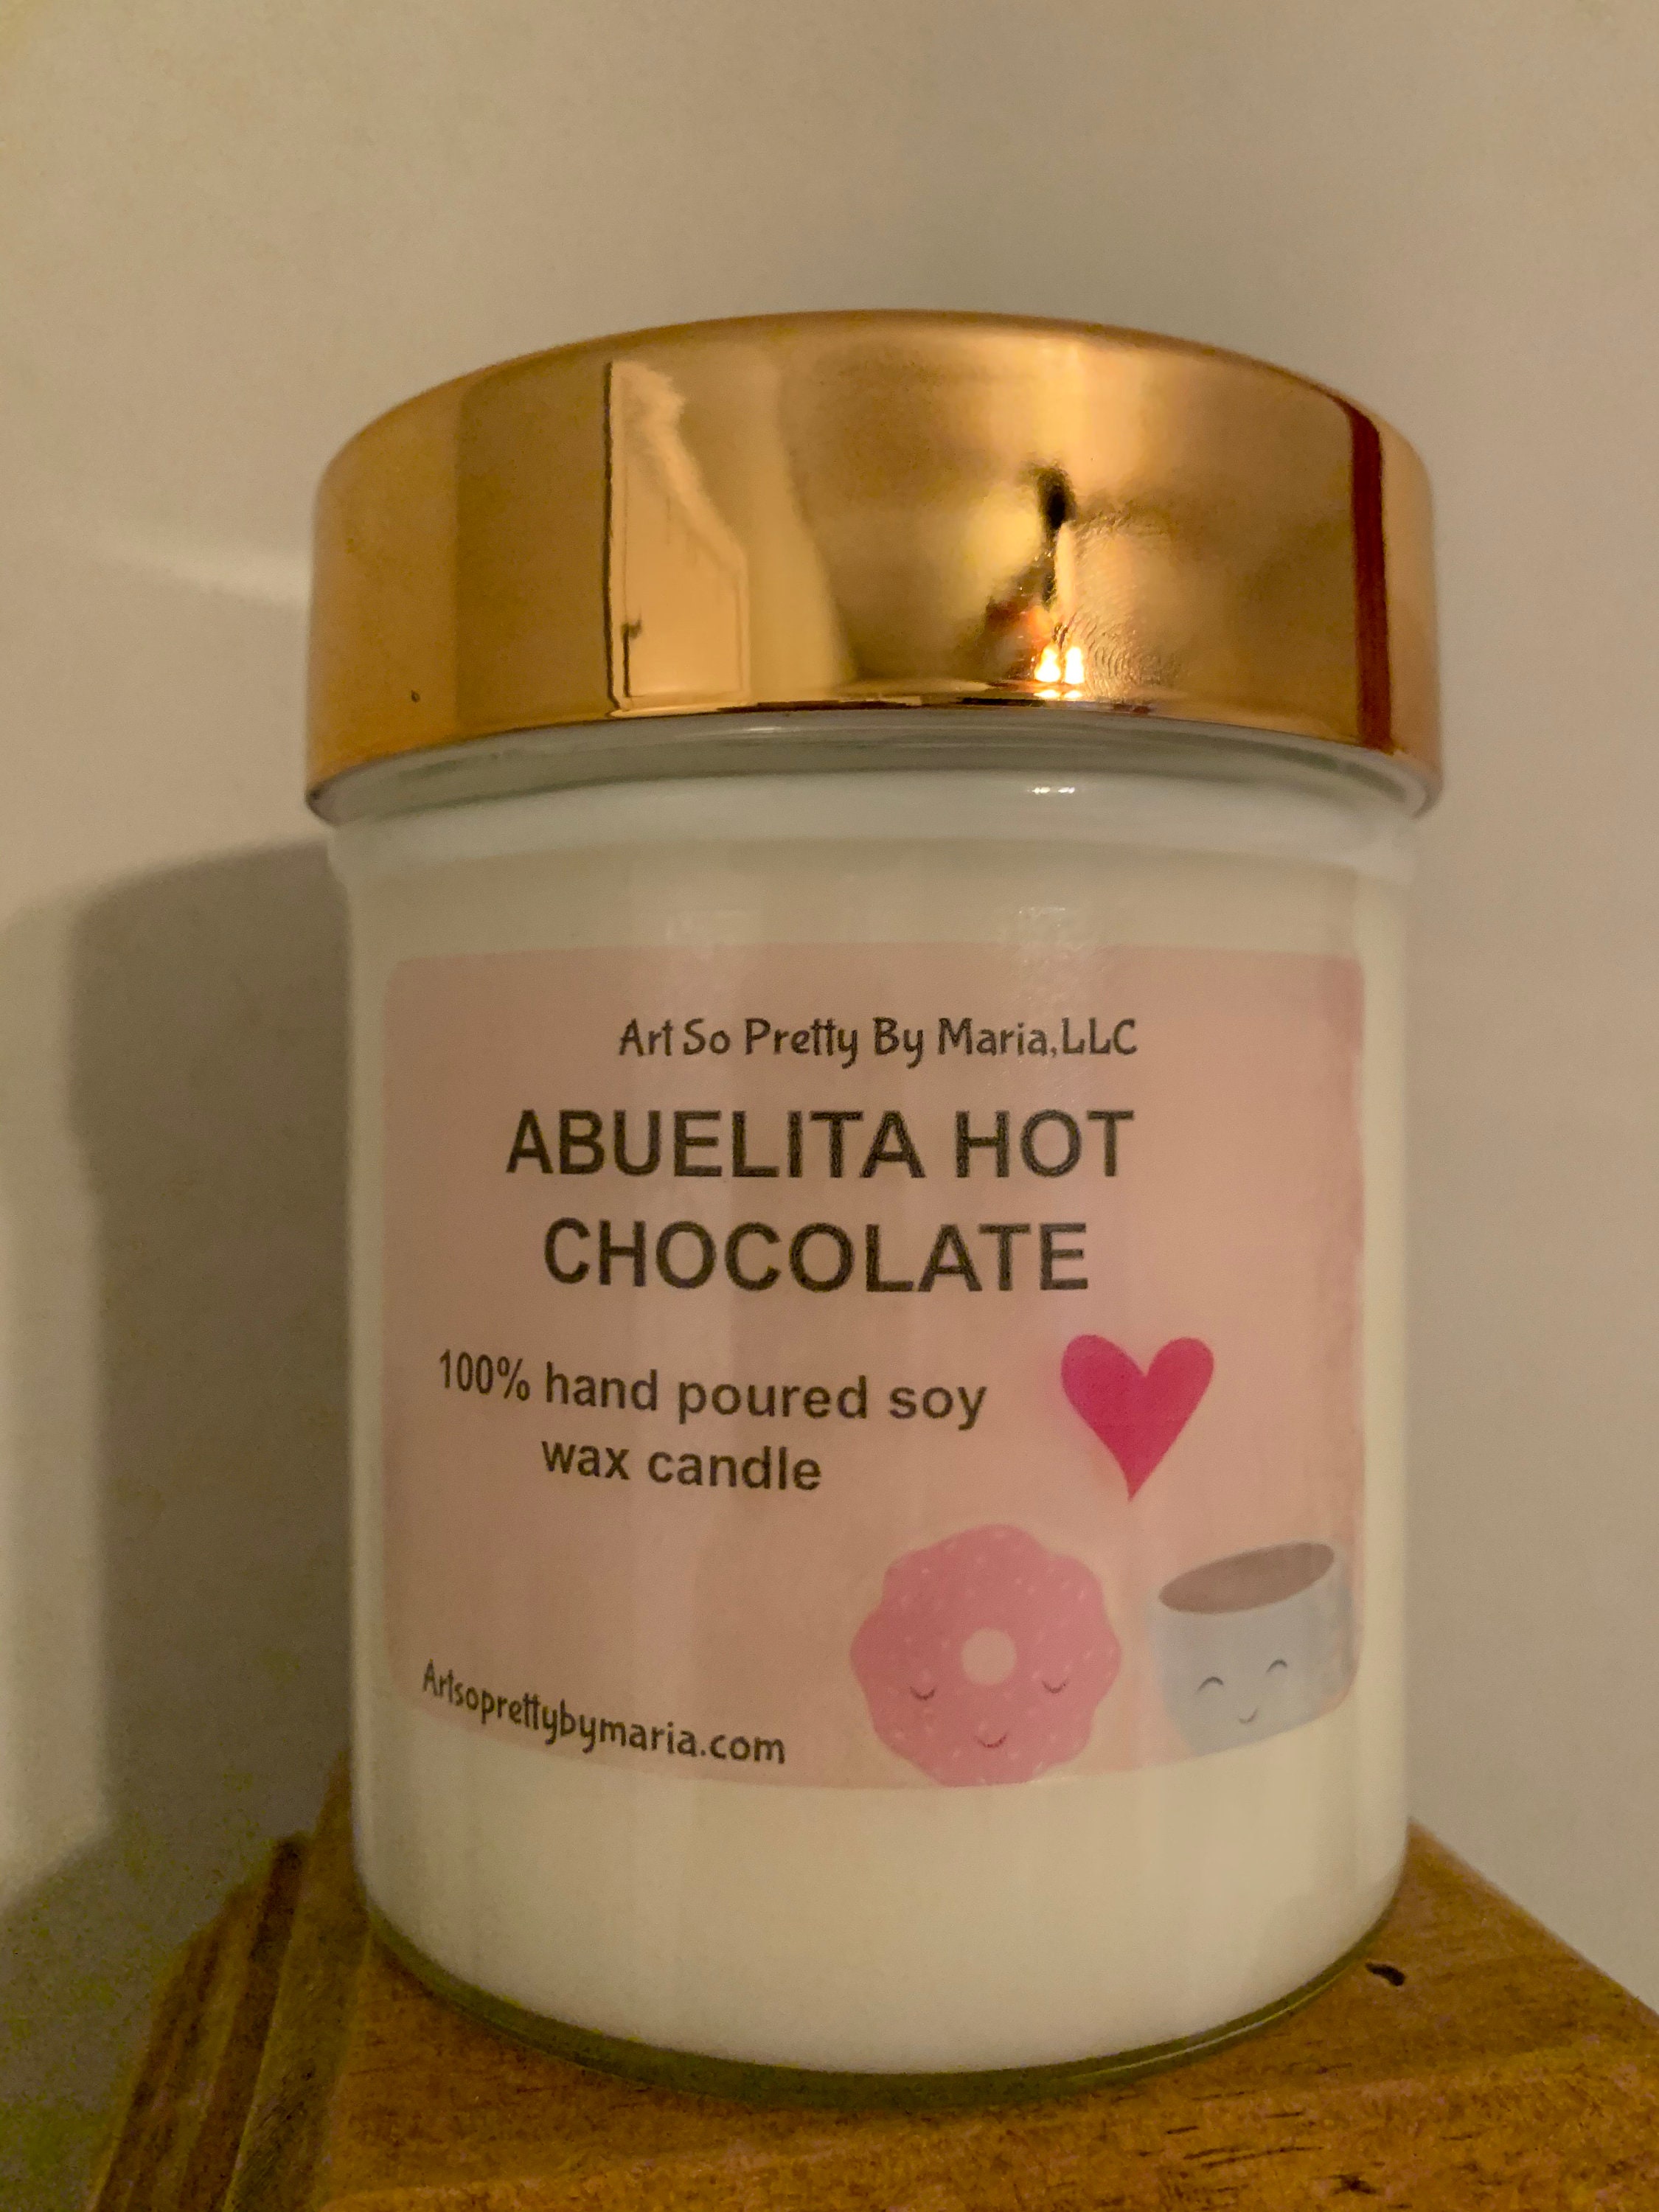 Art So Pretty By Maria,LLC
ABUELITA HOT
CHOCOLATE
100% hand poured soy
wax candle
Artsoprettybymaria.com